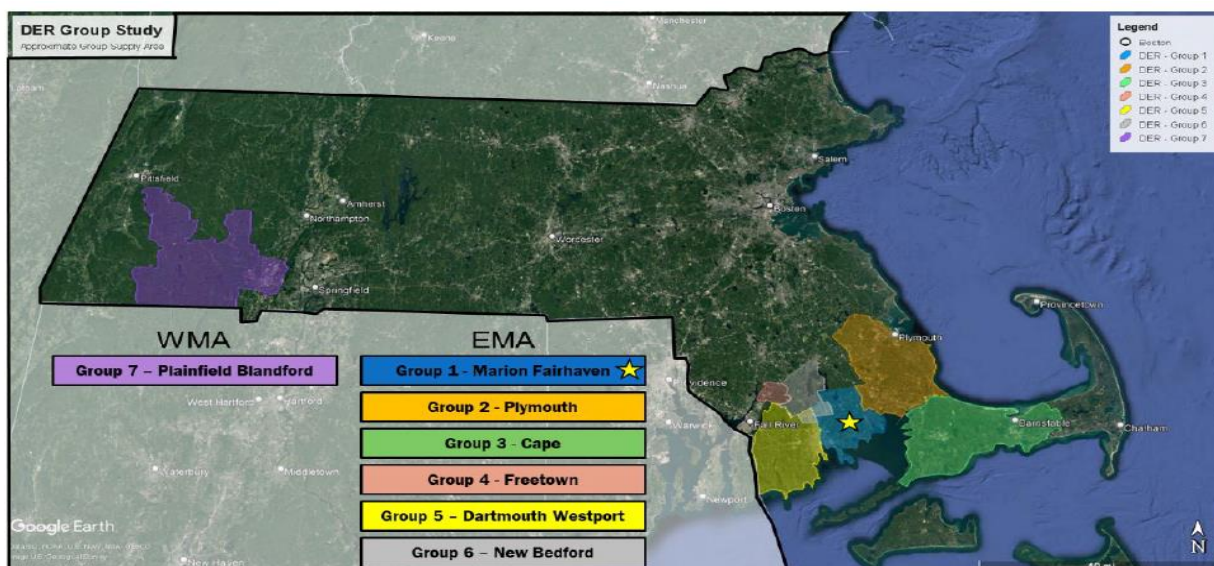 DER Group Study
Approximate Group Supply Area
Manchester
Keene
Nashua
Legend
Boston
DER - Group 1
DER - Group 2
DER - Group 3
DER - Group 4
DER - Group 5
DER - Group 6
DER - Group 7
Pittsfield
Salem
Amherst
Northampton
Boston
Worcester
Springfield
Provincetown
Plymouth
WMA
EMA
Group 7 – Plainfield Blandford
Group 1 - Marion Fairhaven
Providence
West Hartford
Hartford
Group 2 - Plymouth
Warwick
Fall River
Barnstable
Chatham
Group 3 - Cape
Waterbury
Middletown
Group 4 - Freetown
Newport
Group 5 – Dartmouth Westport
Google Earth
Group 6 – New Bedford
New Haven
N